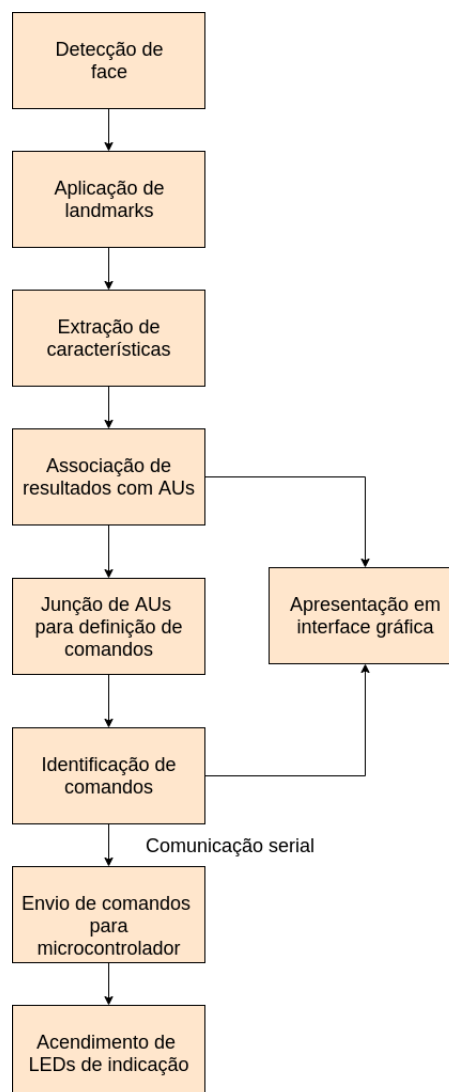 Detecção de
face
Aplicação de
landmarks
Extração de
característícas
Associação de
resultados com AUs
Junção de AUs
para definição de
comandos
Apresentação em
interface gráfica
Identificação de
comandos
Comunicação serial
Envio de comandos
para
microcontrolador
Acendimento de
LEDs de indicação